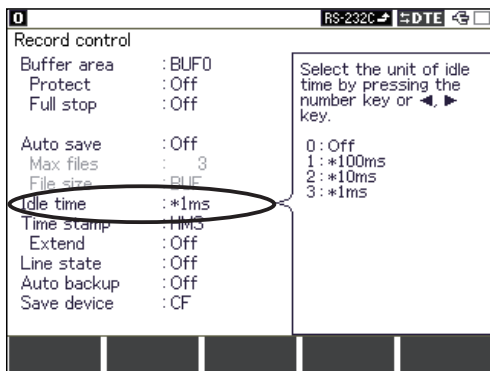 0 RS-232C DTE
Record control
Buffer area :BUF0
Protect :Off
Full stop :Off
Auto save :Off
Max files : 3
File size :BUF
Idle time :*1ms
Time stamp :HMS
Extend :Off
Line state :Off
Auto backup :Off
Save device :CF
Select the unit of idle
time by pressing the
number key or ◄, ►
key.
0:Off
1:*100ms
2:*10ms
3:*1ms